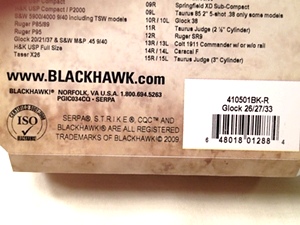 09R Springfield XD Sub-Compact
H&K USP Compact / P2000 09L Taurus 85 2" 5-shot .38 only some models
S&W 5900/4000 9/40 including TSW models 10R / 10L Glock 30
Ruger P85/89 11R Taurus Judge (2 ½" Cylinder)
Ruger P95 12R Ruger SR9
Glock 20/21/37 & S&W M&P .45 9/40 13R / 13L Colt 1911 Commander w/ or w/o rail
H&K USP Full Size 14R / 14L Caracal F
Taser X26 15R / 15L Taurus Judge (3" Cylinder)
www.BLACKHAWK.com
BLACKHAWK!® NORFOLK, VA U.S.A. 1.800.694.5263
PGIC034CQ - SERPA
410501BK-R
Glock 26/27/33
ISO
SERPA®, S.T.R.I.K.E.®, CQC™ AND
BLACKHAWK!® ARE ALL REGISTERED
TRADEMARKS OF BLACKHAWK!© 2009
6 48018 01288 4